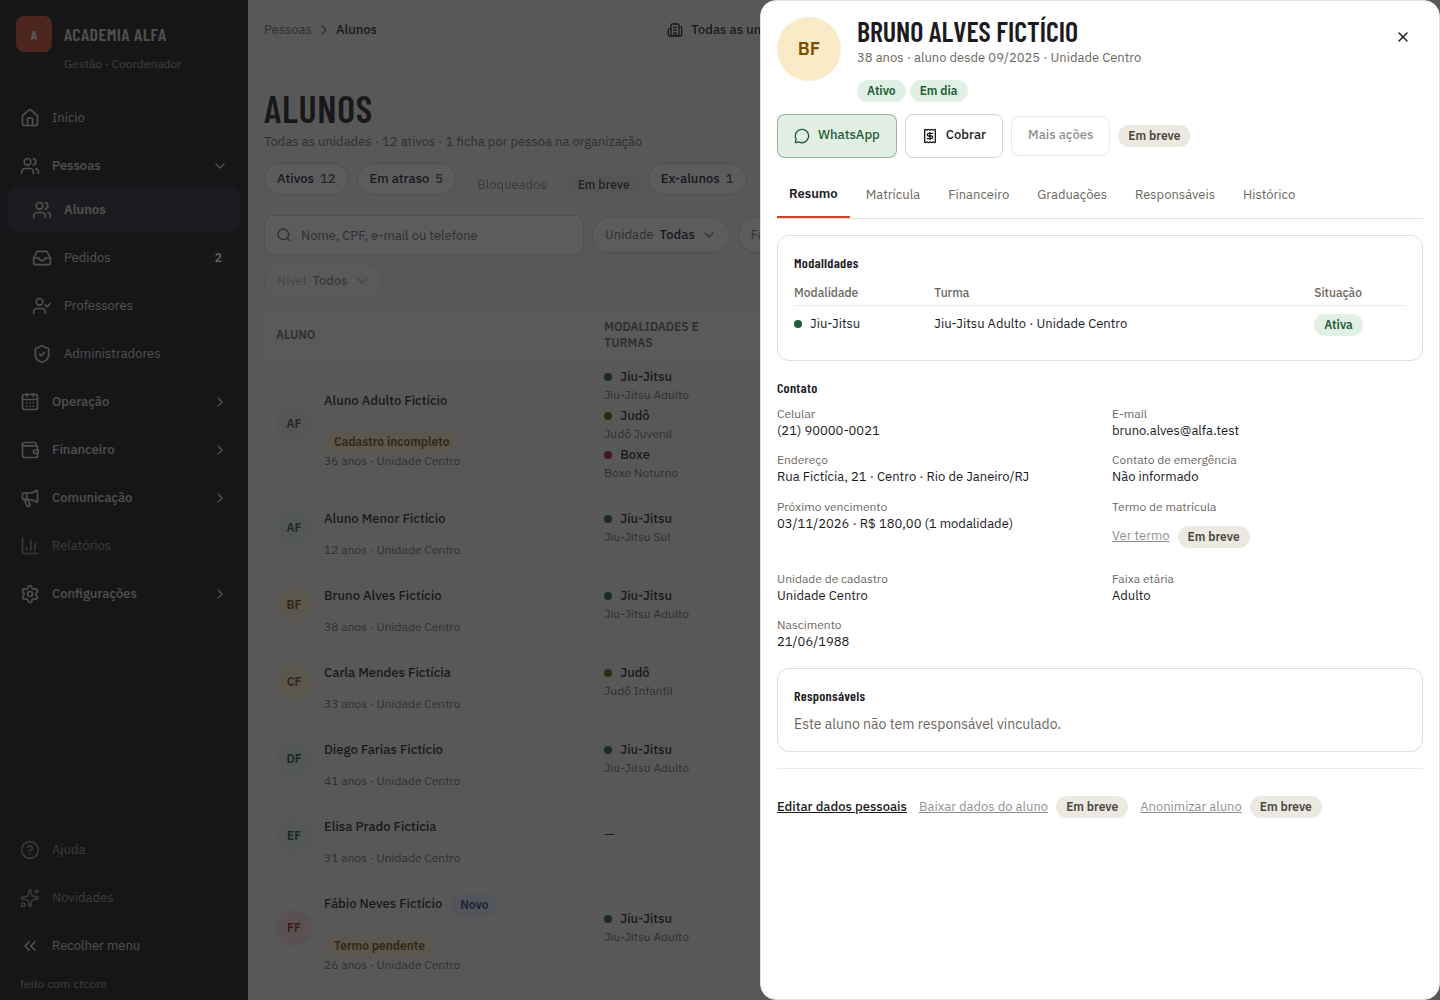 A
ACADEMIA ALFA
Gestão · Coordenador
Início
Pessoas
Alunos
Pedidos 2
Professores
Administradores
Operação
Financeiro
Comunicação
Relatórios
Configurações
Ajuda
Novidades
Recolher menu
feito com ctcore
Pessoas > Alunos
Todas as un
ALUNOS
Todas as unidades · 12 ativos · 1 ficha por pessoa na organização
Ativos 12
Em atraso 5
Bloqueados Em breve
Ex-alunos 1
Nome, CPF, e-mail ou telefone
Unidade Todas
Fa
Nível Todos
ALUNO
MODALIDADES E
TURMAS
AF
Aluno Adulto Fictício
Cadastro incompleto
36 anos · Unidade Centro
Jiu-Jitsu
Jiu-Jitsu Adulto
Judô
Judô Juvenil
Boxe
Boxe Noturno
AF
Aluno Menor Fictício
12 anos · Unidade Centro
Jiu-Jitsu
Jiu-Jitsu Sul
BF
Bruno Alves Fictício
38 anos · Unidade Centro
Jiu-Jitsu
Jiu-Jitsu Adulto
CF
Carla Mendes Fictícia
33 anos · Unidade Centro
Judô
Judô Infantil
DF
Diego Farias Fictício
41 anos · Unidade Centro
Jiu-Jitsu
Jiu-Jitsu Adulto
EF
Elisa Prado Fictícia
31 anos · Unidade Centro
—
FF
Fábio Neves Fictício Novo
Termo pendente
26 anos · Unidade Centro
Jiu-Jitsu
Jiu-Jitsu Adulto
BF
BRUNO ALVES FICTÍCIO
38 anos · aluno desde 09/2025 · Unidade Centro
Ativo Em dia
WhatsApp
Cobrar
Mais ações Em breve
Resumo Matrícula Financeiro Graduações Responsáveis Histórico
Modalidades
Modalidade Turma Situação
Jiu-Jitsu Jiu-Jitsu Adulto · Unidade Centro Ativa
Contato
Celular
(21) 90000-0021
E-mail
bruno.alves@alfa.test
Endereço
Rua Fictícia, 21 · Centro · Rio de Janeiro/RJ
Contato de emergência
Não informado
Próximo vencimento
03/11/2026 · R$ 180,00 (1 modalidade)
Termo de matrícula
Ver termo Em breve
Unidade de cadastro
Unidade Centro
Faixa etária
Adulto
Nascimento
21/06/1988
Responsáveis
Este aluno não tem responsável vinculado.
Editar dados pessoais Baixar dados do aluno Em breve Anonimizar aluno Em breve